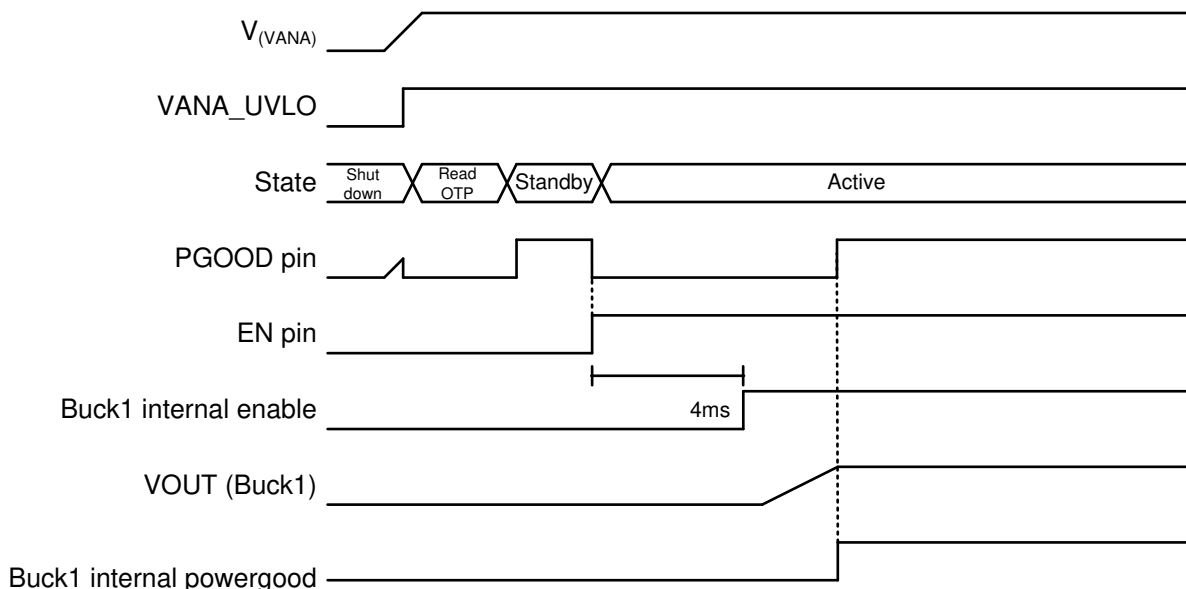 V(VANA)
VANA_UVLO
State
Shut
down
Read
OTP
Standby
Active
PGOOD pin
EN pin
Buck1 internal enable
4ms
VOUT (Buck1)
Buck1 internal powergood